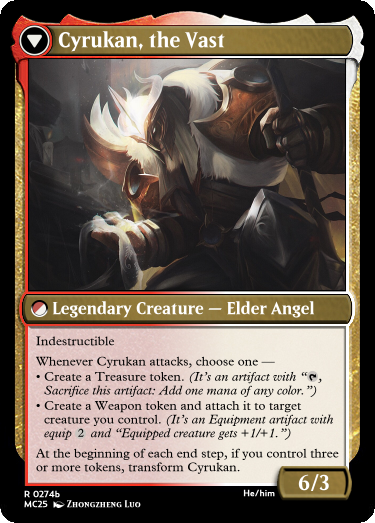 Cyrukan, the Vast
Legendary Creature — Elder Angel
Indestructible
Whenever Cyrukan attacks, choose one —
• Create a Treasure token. (It's an artifact with “,
Sacrifice this artifact: Add one mana of any color.”)
• Create a Weapon token and attach it to target
creature you control. (It's an Equipment artifact with
equip 2 and “Equipped creature gets +1/+1.”)
At the beginning of each end step, if you control three
or more tokens, transform Cyrukan.
6/3
R 0274b
He/him
MC25 Zhongzheng Luo